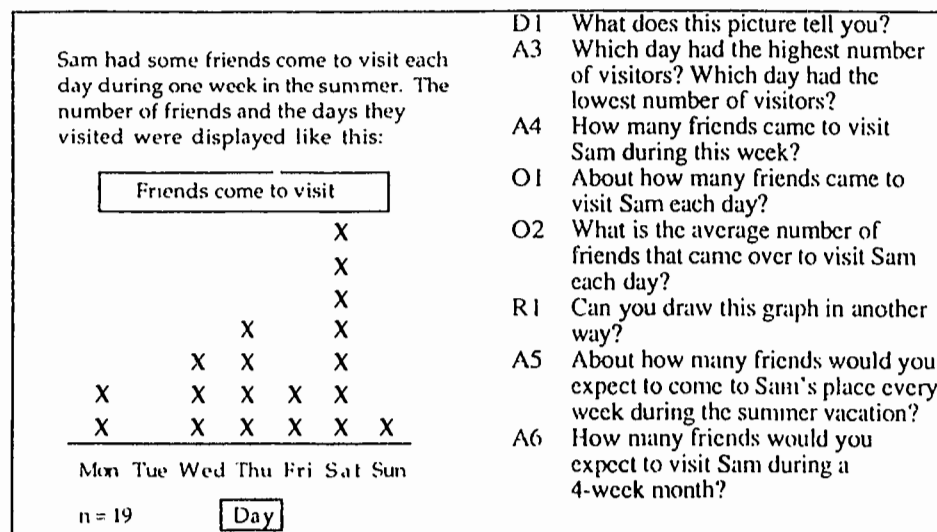 Sam had some friends come to visit each
day during one week in the summer. The
number of friends and the days they
visited were displayed like this:
Friends come to visit
X
X
X
X X
X X X
X X X X X
X X X X X X
Mon Tue Wed Thu Fri Sat Sun
n = 19 Day
D1 What does this picture tell you?
A3 Which day had the highest number
of visitors? Which day had the
lowest number of visitors?
A4 How many friends came to visit
Sam during this week?
O1 About how many friends came to
visit Sam each day?
O2 What is the average number of
friends that came over to visit Sam
each day?
R1 Can you draw this graph in another
way?
A5 About how many friends would you
expect to come to Sam's place every
week during the summer vacation?
A6 How many friends would you
expect to visit Sam during a
4-week month?